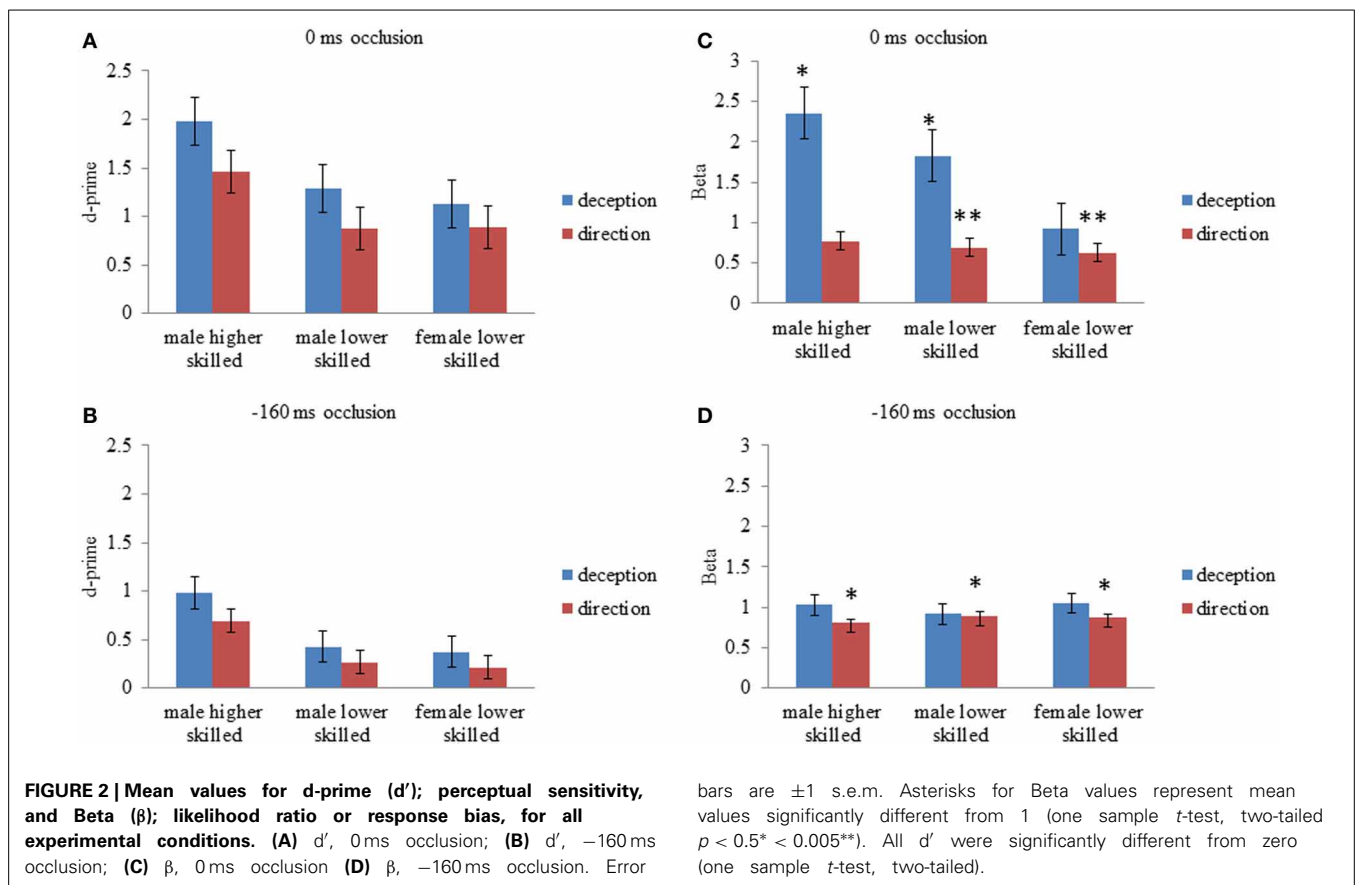 A
0 ms occlusion
d-prime
2.5
2
1.5
1
0.5
0
male higher
skilled
male lower
skilled
female lower
skilled
deception
direction
C
0 ms occlusion
Beta
3
2.5
2
1.5
1
0.5
0
*
*
**
**
male higher
skilled
male lower
skilled
female lower
skilled
deception
direction
B
-160 ms occlusion
d-prime
2.5
2
1.5
1
0.5
0
male higher
skilled
male lower
skilled
female lower
skilled
deception
direction
D
-160 ms occlusion
Beta
3
2.5
2
1.5
1
0.5
0
*
*
*
male higher
skilled
male lower
skilled
female lower
skilled
deception
direction
FIGURE 2 | Mean values for d-prime (d′); perceptual sensitivity,
and Beta (β); likelihood ratio or response bias, for all
experimental conditions. (A) d′, 0 ms occlusion; (B) d′, −160 ms
occlusion; (C) β, 0 ms occlusion (D) β, −160 ms occlusion. Error
bars are ±1 s.e.m. Asterisks for Beta values represent mean
values significantly different from 1 (one sample t-test, two-tailed
p < 0.5* < 0.005**). All d′ were significantly different from zero
(one sample t-test, two-tailed).